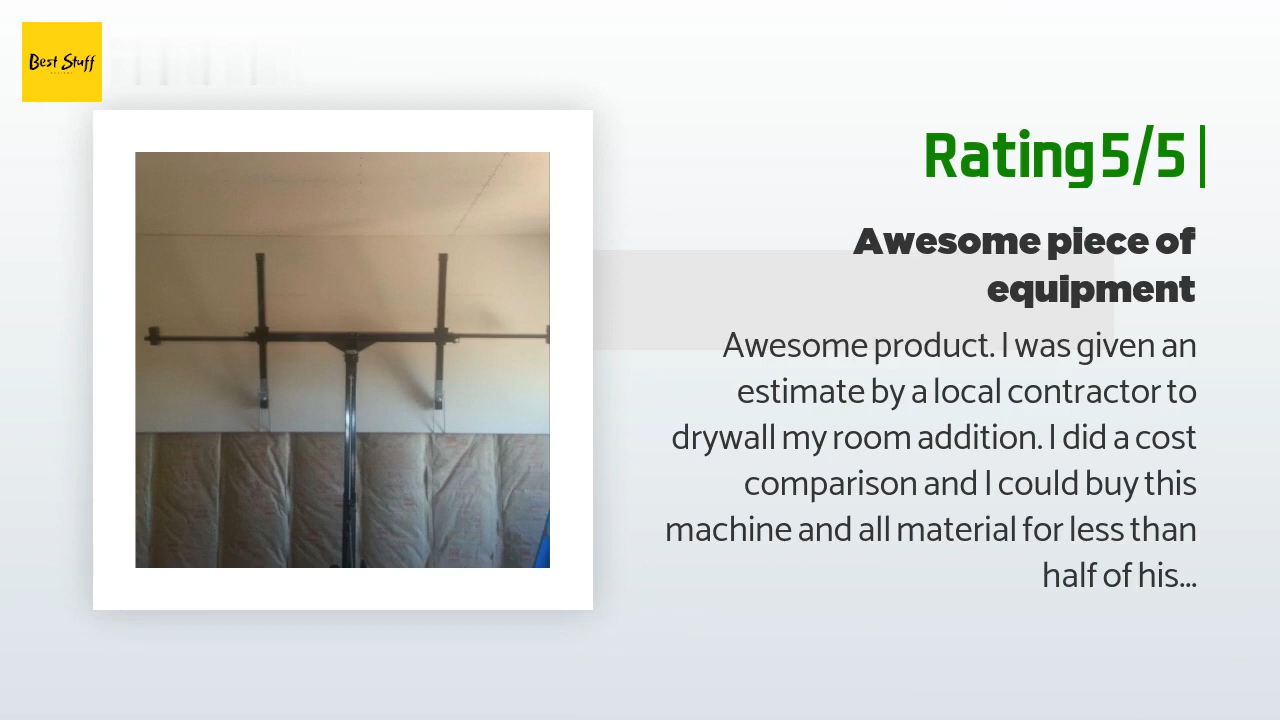 Best Stuff
Rating 5/5
Awesome piece of
equipment
Awesome product. I was given an
estimate by a local contractor to
drywall my room addition. I did a cost
comparison and I could buy this
machine and all material for less than
half of his...